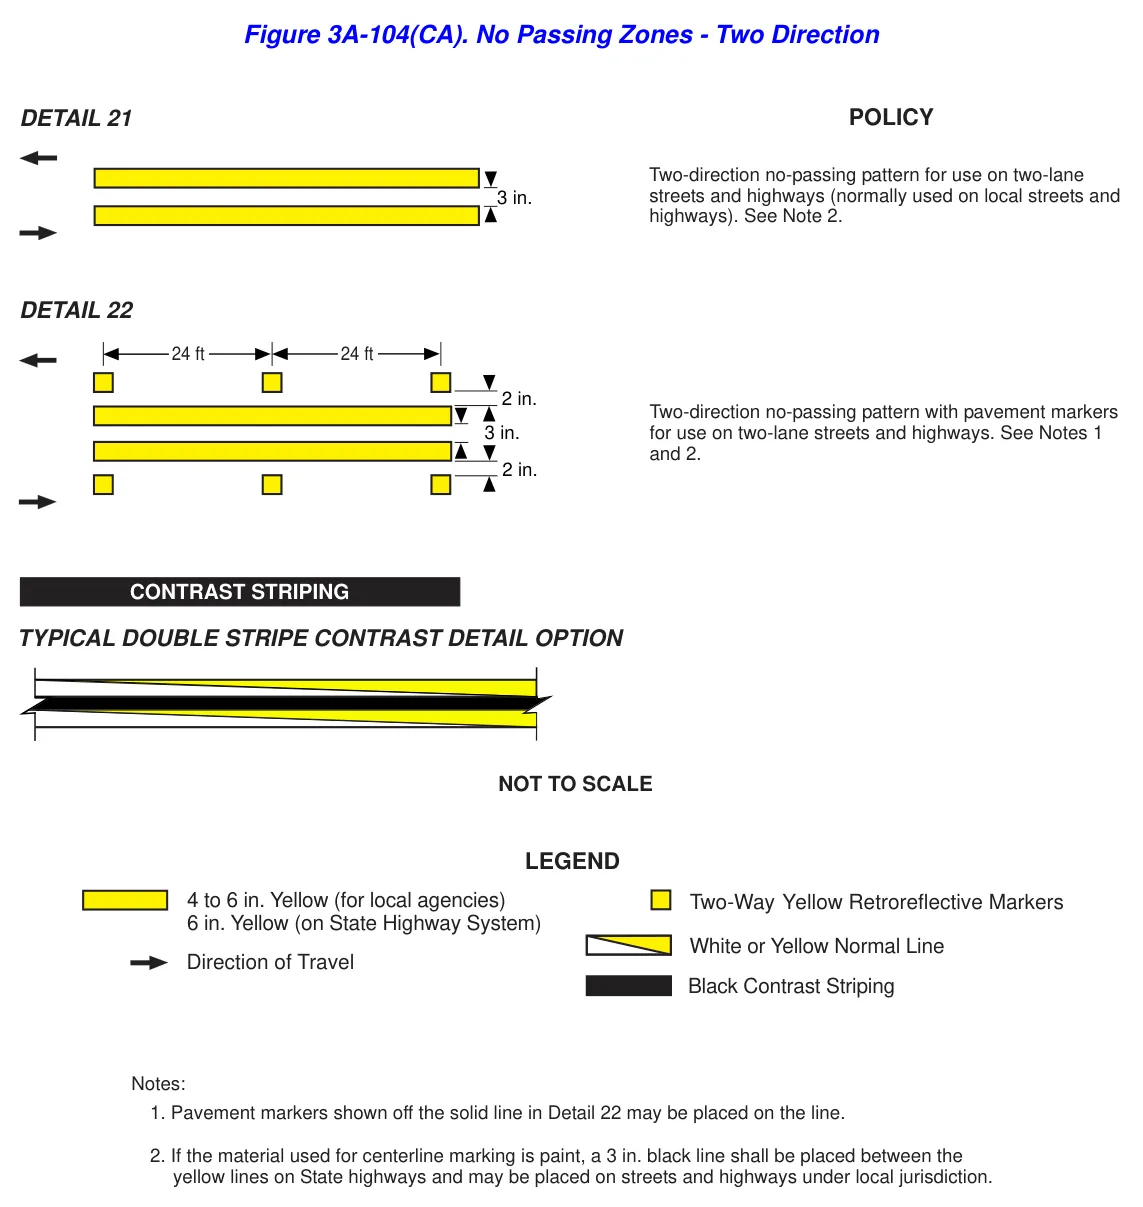 Figure 3A-104(CA). No Passing Zones - Two Direction
DETAIL 21
POLICY
3 in.
Two-direction no-passing pattern for use on two-lane
streets and highways (normally used on local streets and
highways). See Note 2.
DETAIL 22
24 ft
24 ft
2 in.
3 in.
2 in.
Two-direction no-passing pattern with pavement markers
for use on two-lane streets and highways. See Notes 1
and 2.
CONTRAST STRIPING
TYPICAL DOUBLE STRIPE CONTRAST DETAIL OPTION
NOT TO SCALE
LEGEND
4 to 6 in. Yellow (for local agencies)
6 in. Yellow (on State Highway System)
Direction of Travel
Two-Way Yellow Retroreflective Markers
White or Yellow Normal Line
Black Contrast Striping
Notes:
1. Pavement markers shown off the solid line in Detail 22 may be placed on the line.
2. If the material used for centerline marking is paint, a 3 in. black line shall be placed between the
yellow lines on State highways and may be placed on streets and highways under local jurisdiction.